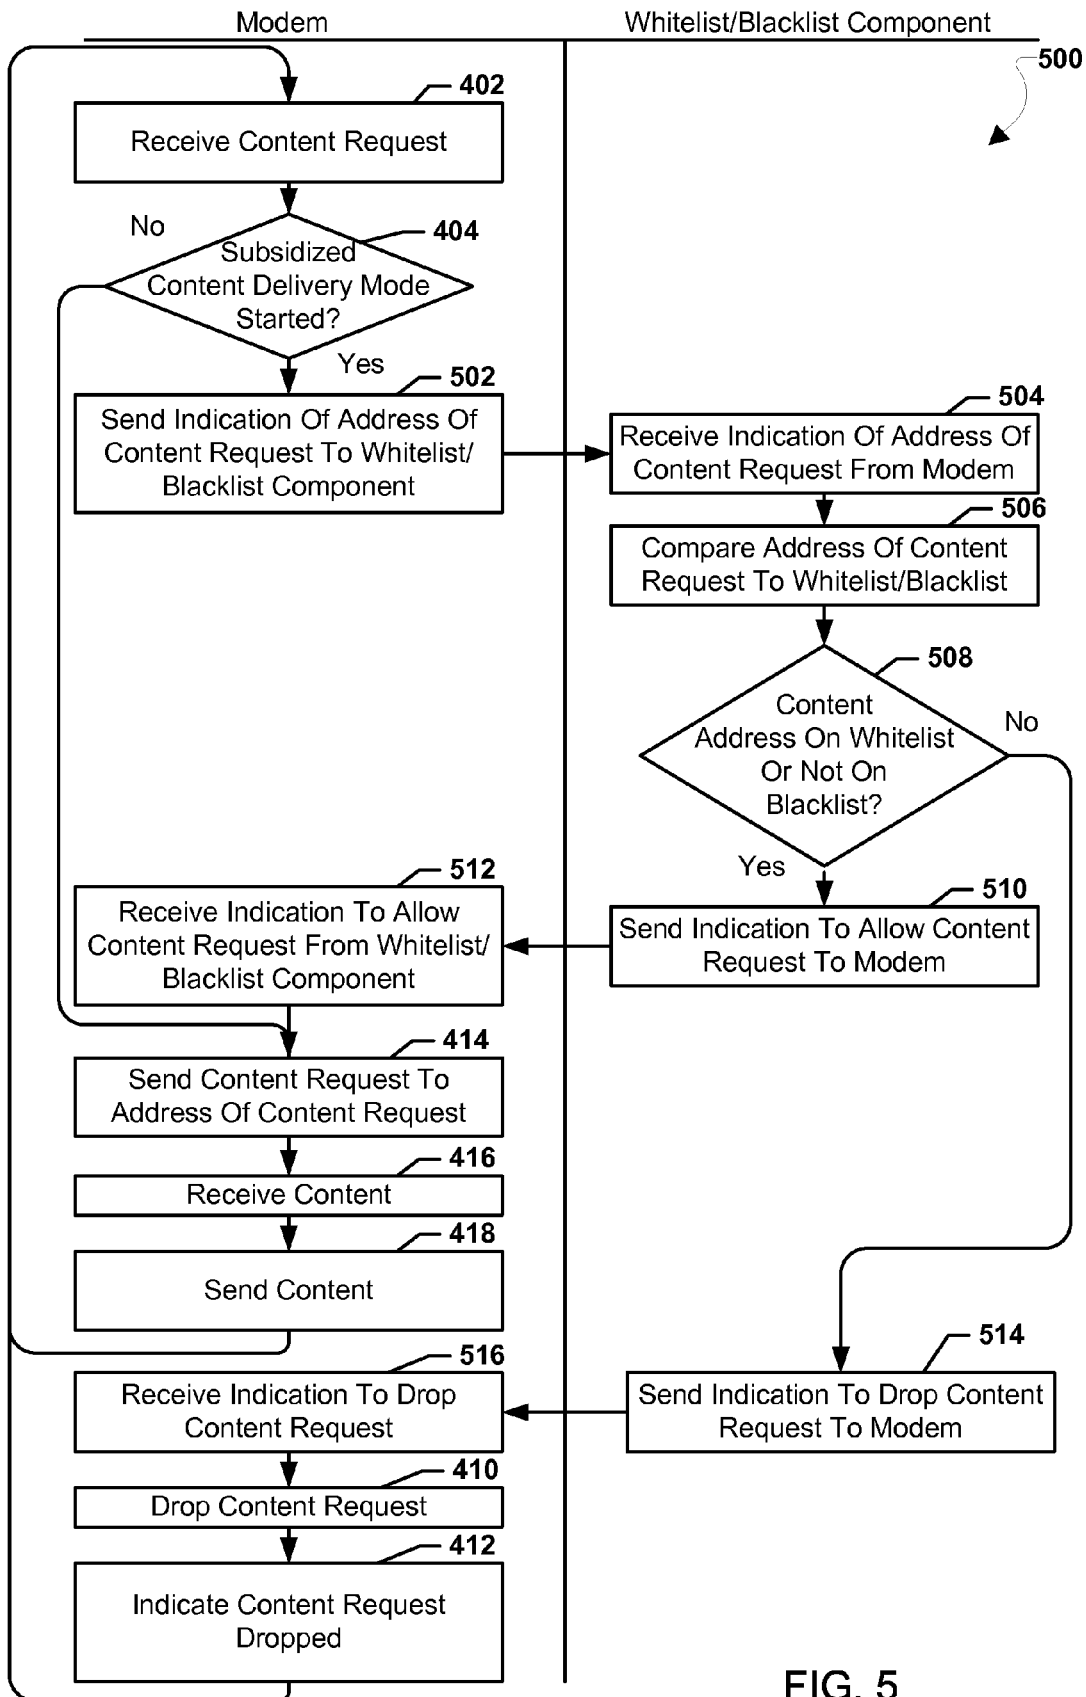 Modem
Whitelist/Blacklist Component
500
402
Receive Content Request
No
404
Subsidized
Content Delivery Mode
Started?
Yes
502
Send Indication Of Address Of
Content Request To Whitelist/
Blacklist Component
504
Receive Indication Of Address Of
Content Request From Modem
506
Compare Address Of Content
Request To Whitelist/Blacklist
508
Content
Address On Whitelist
Or Not On
Blacklist?
No
Yes
510
Send Indication To Allow Content
Request To Modem
512
Receive Indication To Allow
Content Request From Whitelist/
Blacklist Component
414
Send Content Request To
Address Of Content Request
416
Receive Content
418
Send Content
514
Send Indication To Drop Content
Request To Modem
516
Receive Indication To Drop
Content Request
410
Drop Content Request
412
Indicate Content Request
Dropped
FIG. 5